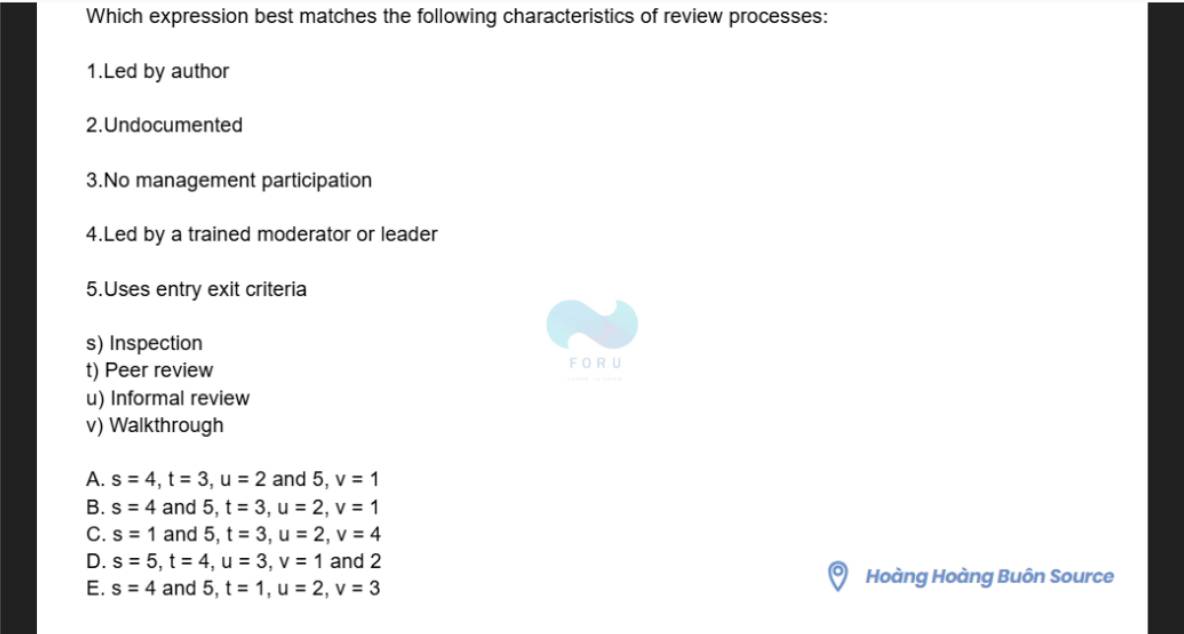 Which expression best matches the following characteristics of review processes:
1.Led by author
2.Undocumented
3.No management participation
4.Led by a trained moderator or leader
5.Uses entry exit criteria
s) Inspection
t) Peer review
u) Informal review
v) Walkthrough
FORU
A. s = 4, t = 3, u = 2 and 5, v = 1
B. s = 4 and 5, t = 3, u = 2, v = 1
C. s = 1 and 5, t = 3, u = 2, v = 4
D. s = 5, t = 4, u = 3, v = 1 and 2
E. s = 4 and 5, t = 1, u = 2, v = 3
Hoàng Hoàng Buôn Source